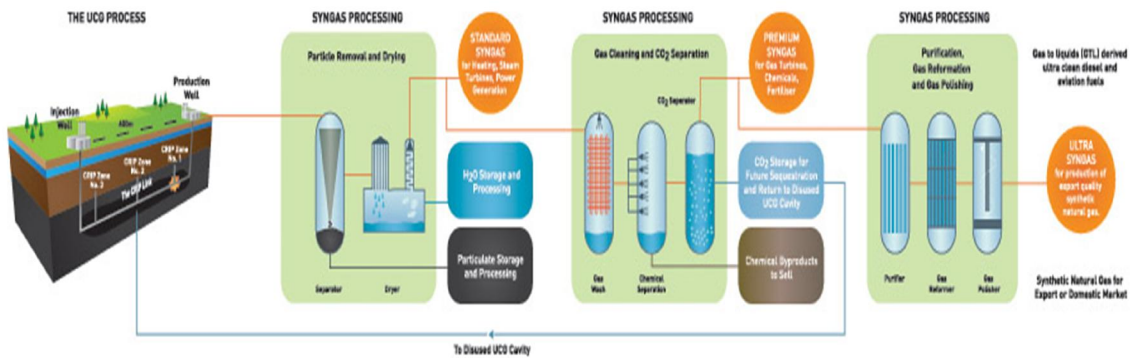 THE UCG PROCESS
Injection
Well
Production
Well
CRIP Zone
No. 3
CRIP Zone
No. 2
CRIP Zone
No. 1
The CRIP Link
SYNGAS PROCESSING
Particle Removal and Drying
Separator
Dryer
STANDARD
SYNGAS
for Heating, Steam
Turbines, Power
Generation
H2O Storage and
Processing
Particulate Storage
and Processing
SYNGAS PROCESSING
Gas Cleaning and CO2 Separation
CO2 Separator
Gas
Wash
Chemical
Separation
PREMIUM
SYNGAS
for Gas Turbines,
Chemicals,
Fertiliser
CO2 Storage for
Future Sequestration
and Return to Disused
UCG Cavity
Chemical Byproducts
to Sell
SYNGAS PROCESSING
Purification,
Gas Reformation
and Gas Polishing
Purifier
Gas
Reformer
Gas
Polisher
Gas to liquids (GTL) derived
ultra clean diesel and
aviation fuels
ULTRA
SYNGAS
for production of
export quality
synthetic
natural gas.
Synthetic Natural Gas for
Export or Domestic Market
To Disused UCG Cavity